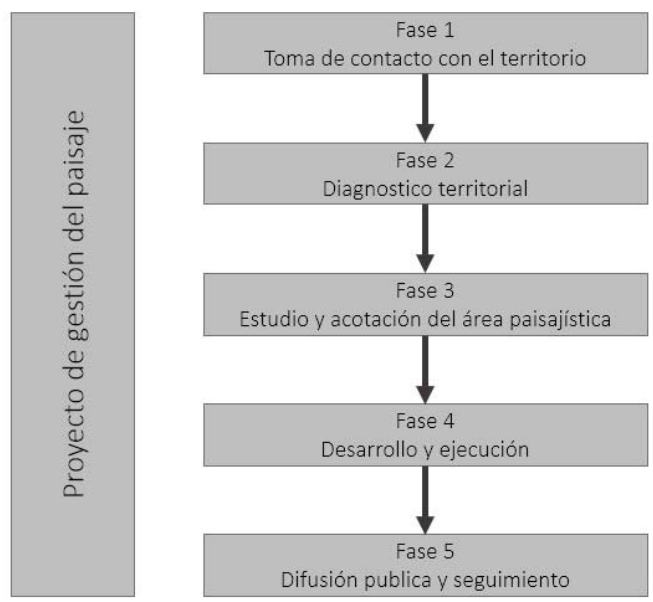 Proyecto de gestión del paisaje
Fase 1
Toma de contacto con el territorio
Fase 2
Diagnostico territorial
Fase 3
Estudio y acotación del área paisajística
Fase 4
Desarrollo y ejecución
Fase 5
Difusión publica y seguimiento